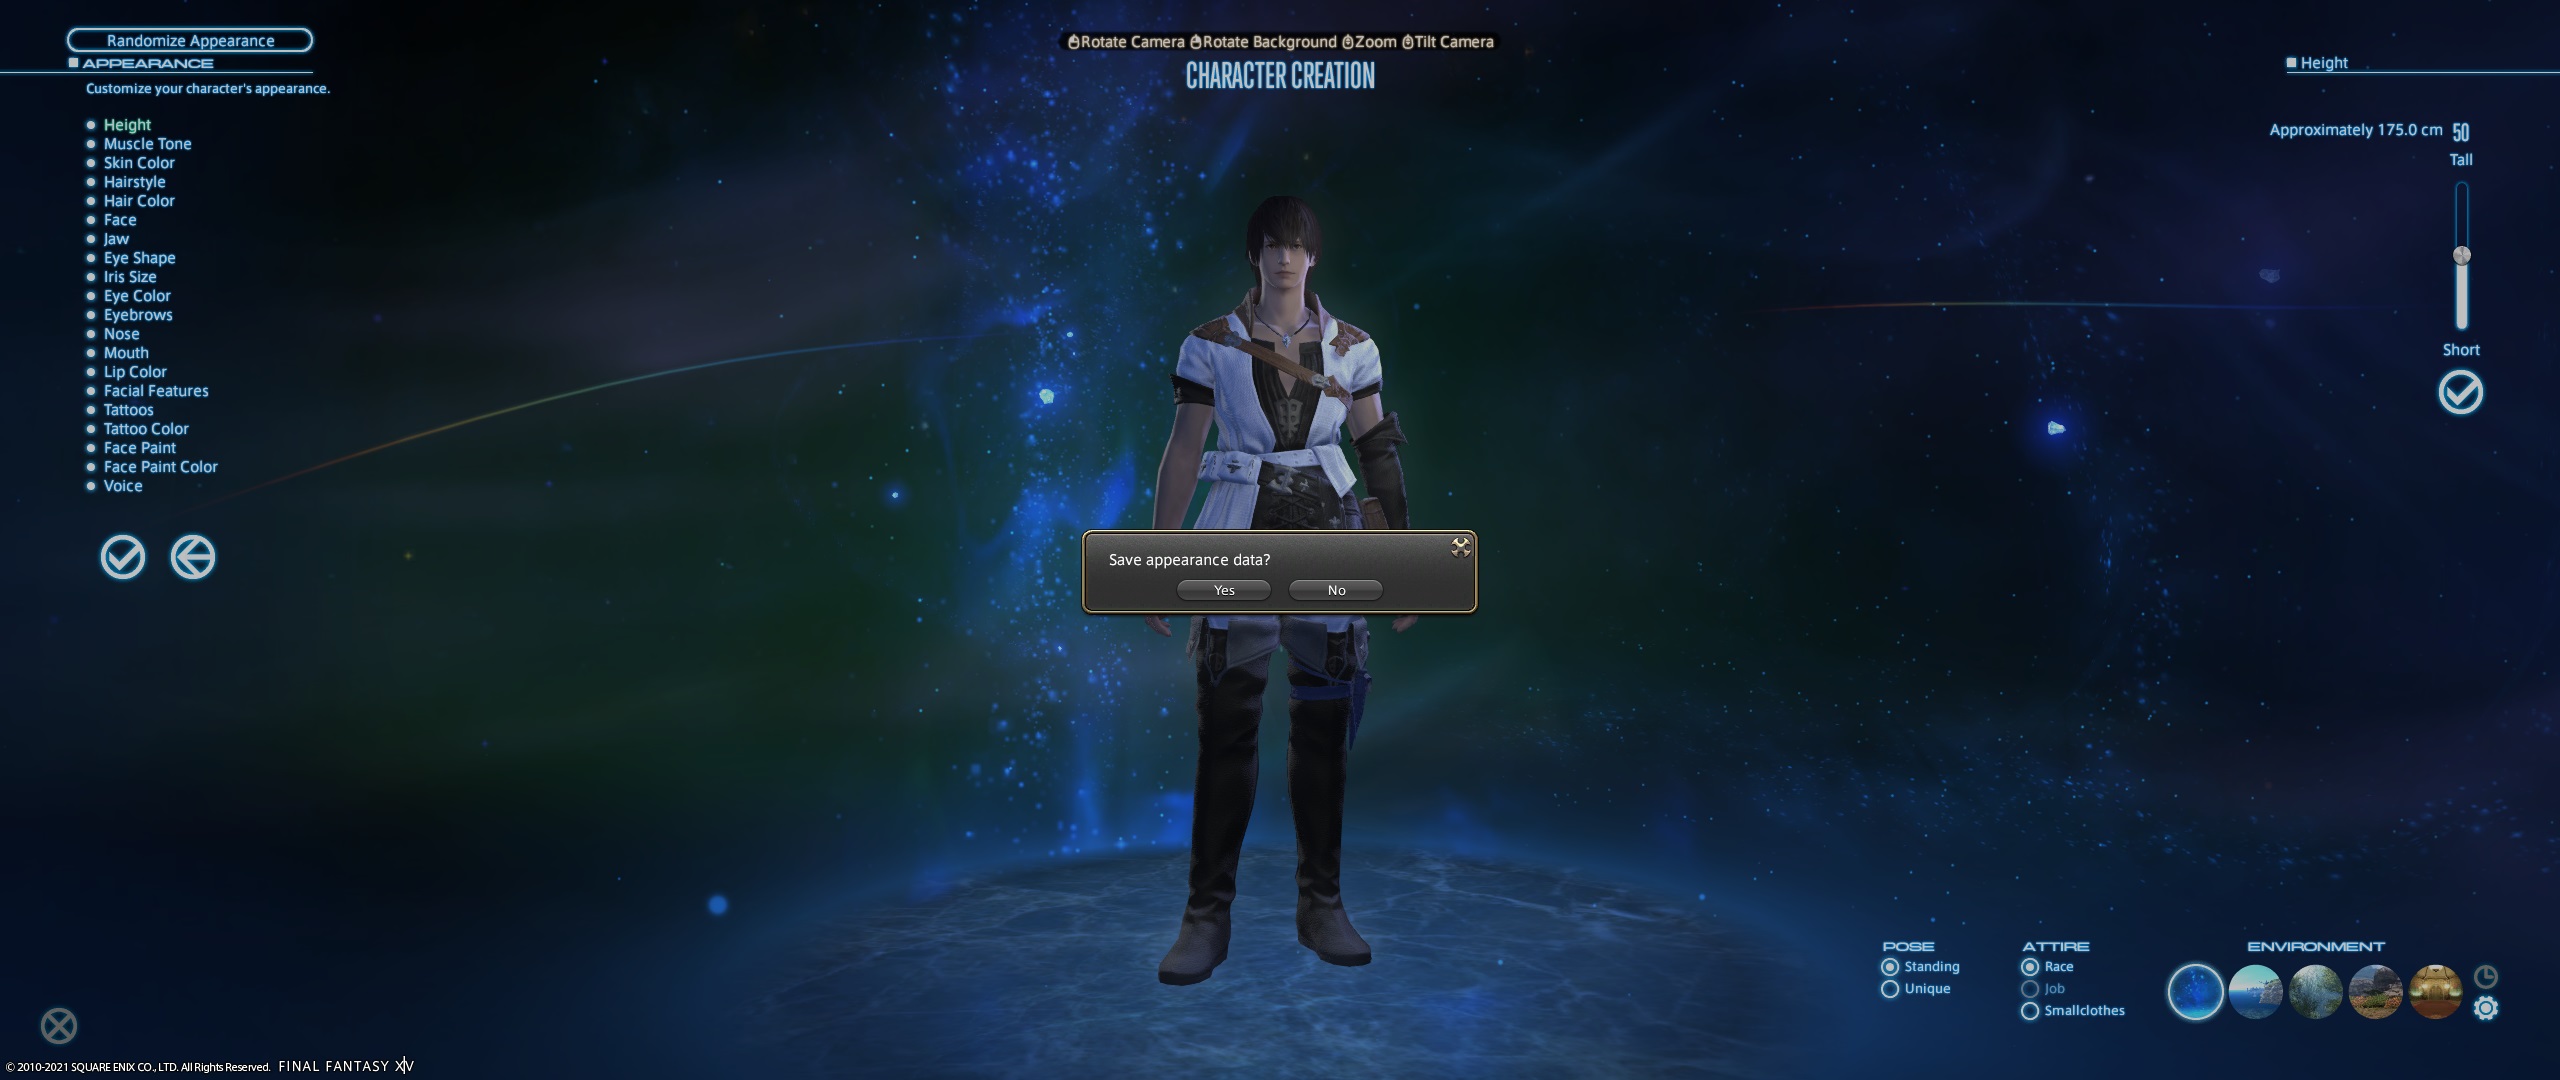 Randomize Appearance
APPEARANCE
Customize your character's appearance.
Height
Muscle Tone
Skin Color
Hairstyle
Hair Color
Face
Jaw
Eye Shape
Iris Size
Eye Color
Eyebrows
Nose
Mouth
Lip Color
Facial Features
Tattoos
Tattoo Color
Face Paint
Face Paint Color
Voice
Rotate Camera Rotate Background Zoom Tilt Camera
CHARACTER CREATION
Height
Approximately 175.0 cm 50
Tall
Short
Save appearance data?
Yes No
POSE
Standing
Unique
ATTIRE
Race
Job
Smallclothes
ENVIRONMENT
© 2010-2021 SQUARE ENIX CO., LTD. All Rights Reserved. FINAL FANTASY XIV